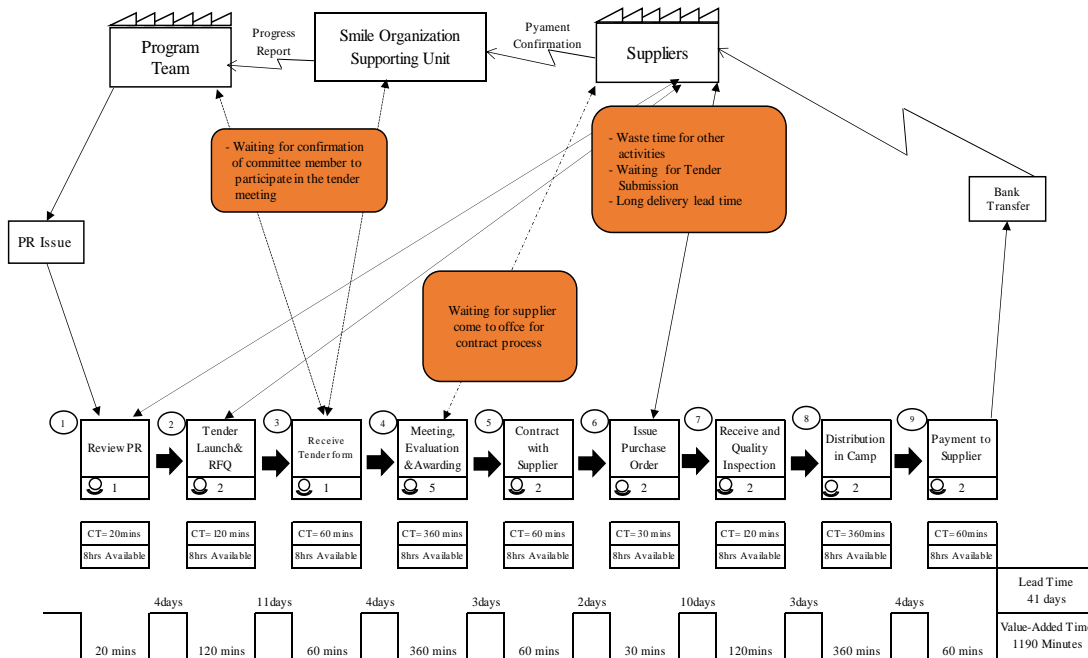 Program
Team
Progress
Report
Smile Organization
Supporting Unit
Pyament
Confirmation
Suppliers
- Waiting for confirmation
of committee member to
participate in the tender
meeting
- Waste time for other
activities
- Waiting for Tender
Submission
- Long delivery lead time
Bank
Transfer
PR Issue
Waiting for supplier
come to offce for
contract process
1
Review PR
1
2
Tender
Launch&
RFQ
2
3
Receive
Tender form
1
4
Meeting,
Evaluation
&Awarding
5
5
Contract
with
Supplier
2
6
Issue
Purchase
Order
2
7
Receive and
Quality
Inspection
2
8
Distribution
in Camp
2
9
Payment to
Supplier
2
CT= 20mins
8hrs Available
CT= 120 mins
8hrs Available
CT= 60 mins
8hrs Available
CT= 360 mins
8hrs Available
CT= 60 mins
8hrs Available
CT= 30 mins
8hrs Available
CT= 120 mins
8hrs Available
CT= 360mins
8hrs Available
CT= 60mins
8hrs Available
4days
11days
4days
3days
2days
10days
3days
4days
Lead Time
41 days
20 mins
120 mins
60 mins
360 mins
60 mins
30 mins
120mins
360 mins
60 mins
Value-Added Time
1190 Minutes